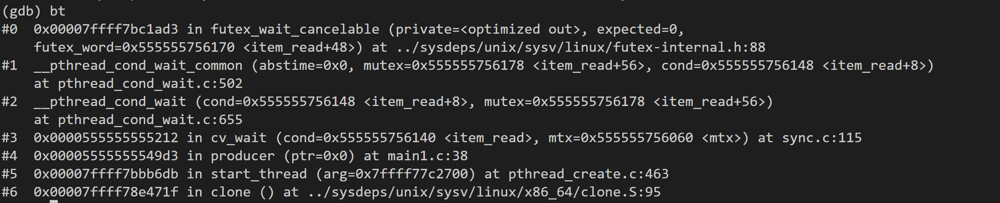 (gdb) bt
#0  0x00007ffff7bc1ad3 in futex_wait_cancelable (private=<optimized out>, expected=0,
    futex_word=0x555555756170 <item_read+48>) at ../sysdeps/unix/sysv/linux/futex-internal.h:88
#1  __pthread_cond_wait_common (abstime=0x0, mutex=0x555555756178 <item_read+56>, cond=0x555555756148 <item_read+8>)
    at pthread_cond_wait.c:502
#2  __pthread_cond_wait (cond=0x555555756148 <item_read+8>, mutex=0x555555756178 <item_read+56>)
    at pthread_cond_wait.c:655
#3  0x0000555555555212 in cv_wait (cond=0x555555756140 <item_read>, mtx=0x555555756060 <mtx>) at sync.c:115
#4  0x00005555555549d3 in producer (ptr=0x0) at main1.c:38
#5  0x00007ffff7bbb6db in start_thread (arg=0x7ffff77c2700) at pthread_create.c:463
#6  0x00007ffff78e471f in clone () at ../sysdeps/unix/sysv/linux/x86_64/clone.S:95